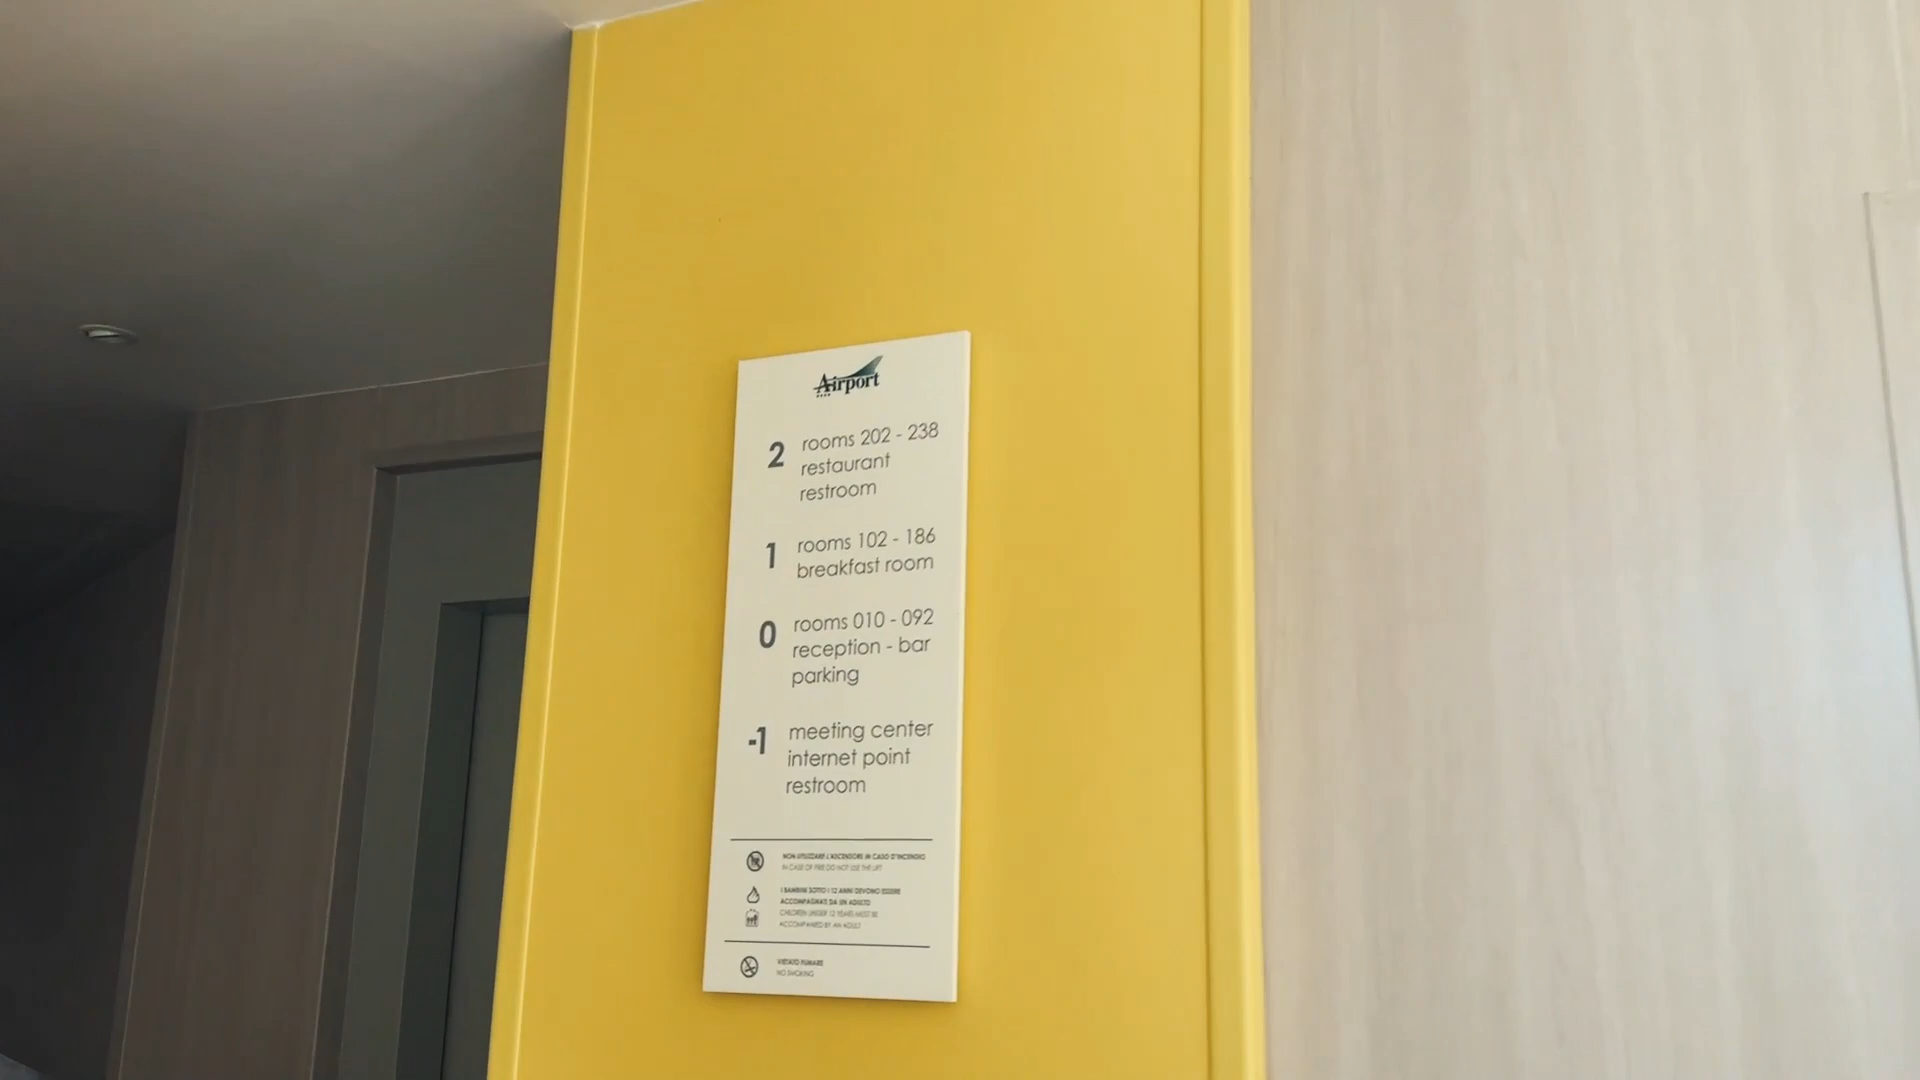 Airport
2 rooms 202 - 238
restaurant
restroom
1 rooms 102 - 186
breakfast room
0 rooms 010 - 092
reception - bar
parking
-1 meeting center
internet point
restroom
NON UTILIZZARE L'ASCENSORE IN CASO D'INCENDIO
IN CASE OF FIRE DO NOT USE THE LIFT
I BAMBINI SOTTO I 12 ANNI DEVONO ESSERE
ACCOMPAGNATI DA UN ADULTO
CHILDREN UNDER 12 YEARS MUST BE
ACCOMPANIED BY AN ADULT
VIETATO FUMARE
NO SMOKING